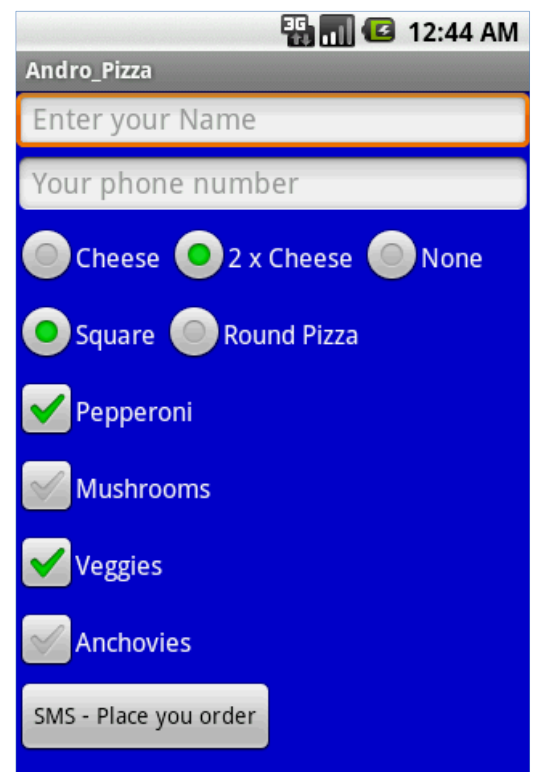 3G 12:44 AM
Andro_Pizza
Enter your Name
Your phone number
Cheese 2 x Cheese None
Square Round Pizza
Pepperoni
Mushrooms
Veggies
Anchovies
SMS - Place you order